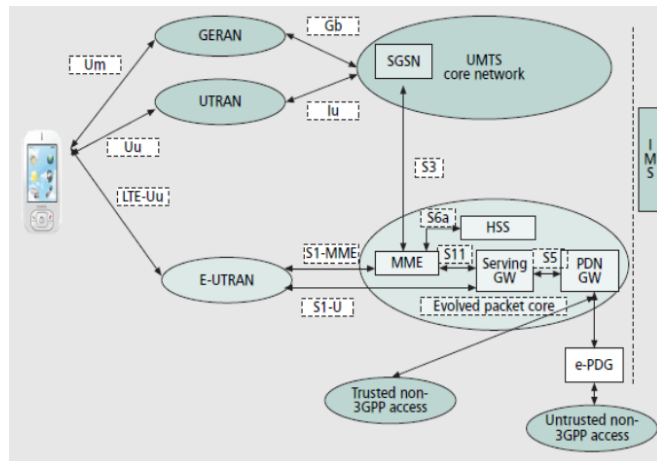 GERAN
Gb
SGSN
UMTS
core network
Um
UTRAN
Iu
Uu
I
M
S
S3
LTE-Uu
S6a
HSS
S1-MME
MME
S11
Serving
GW
S5
PDN
GW
E-UTRAN
S1-U
Evolved packet core
e-PDG
Trusted non-
3GPP access
Untrusted non-
3GPP access